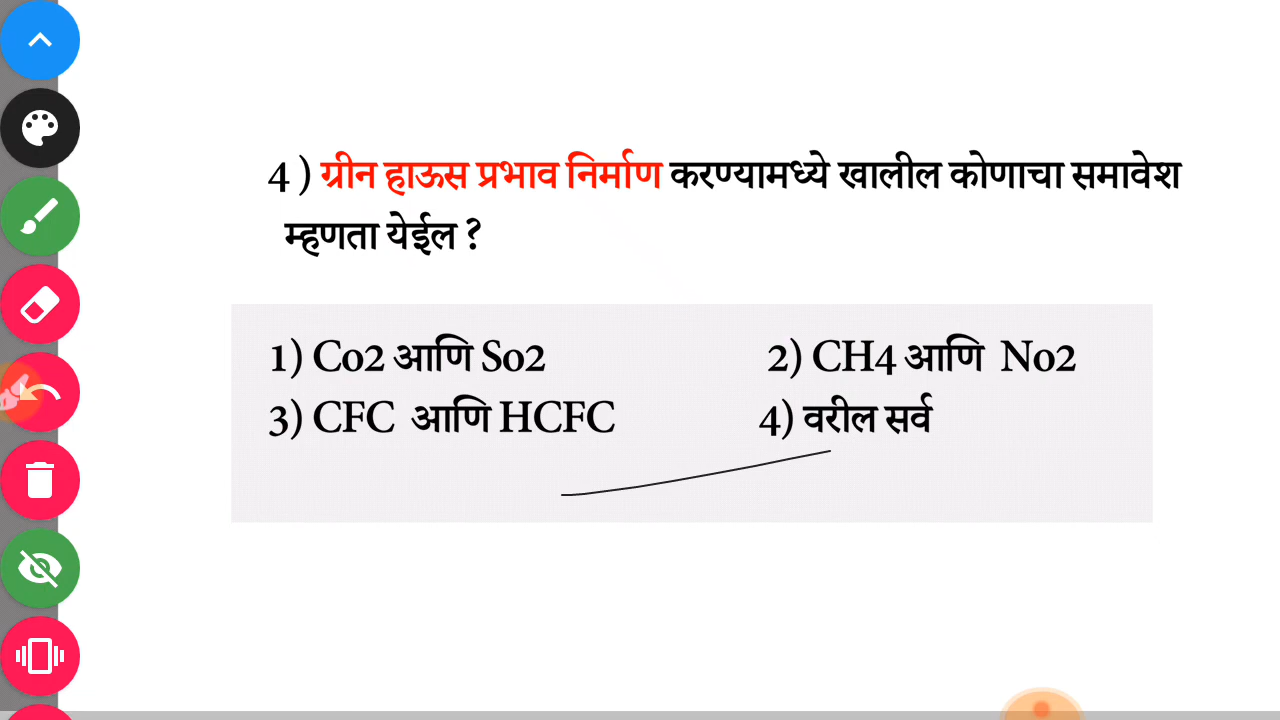 4 ) ग्रीन हाऊस प्रभाव निर्माण करण्यामध्ये खालील कोणाचा समावेश
म्हणता येईल ?
1) Co2 आणि So2 2) CH4 आणि No2
3) CFC आणि HCFC 4) वरील सर्व